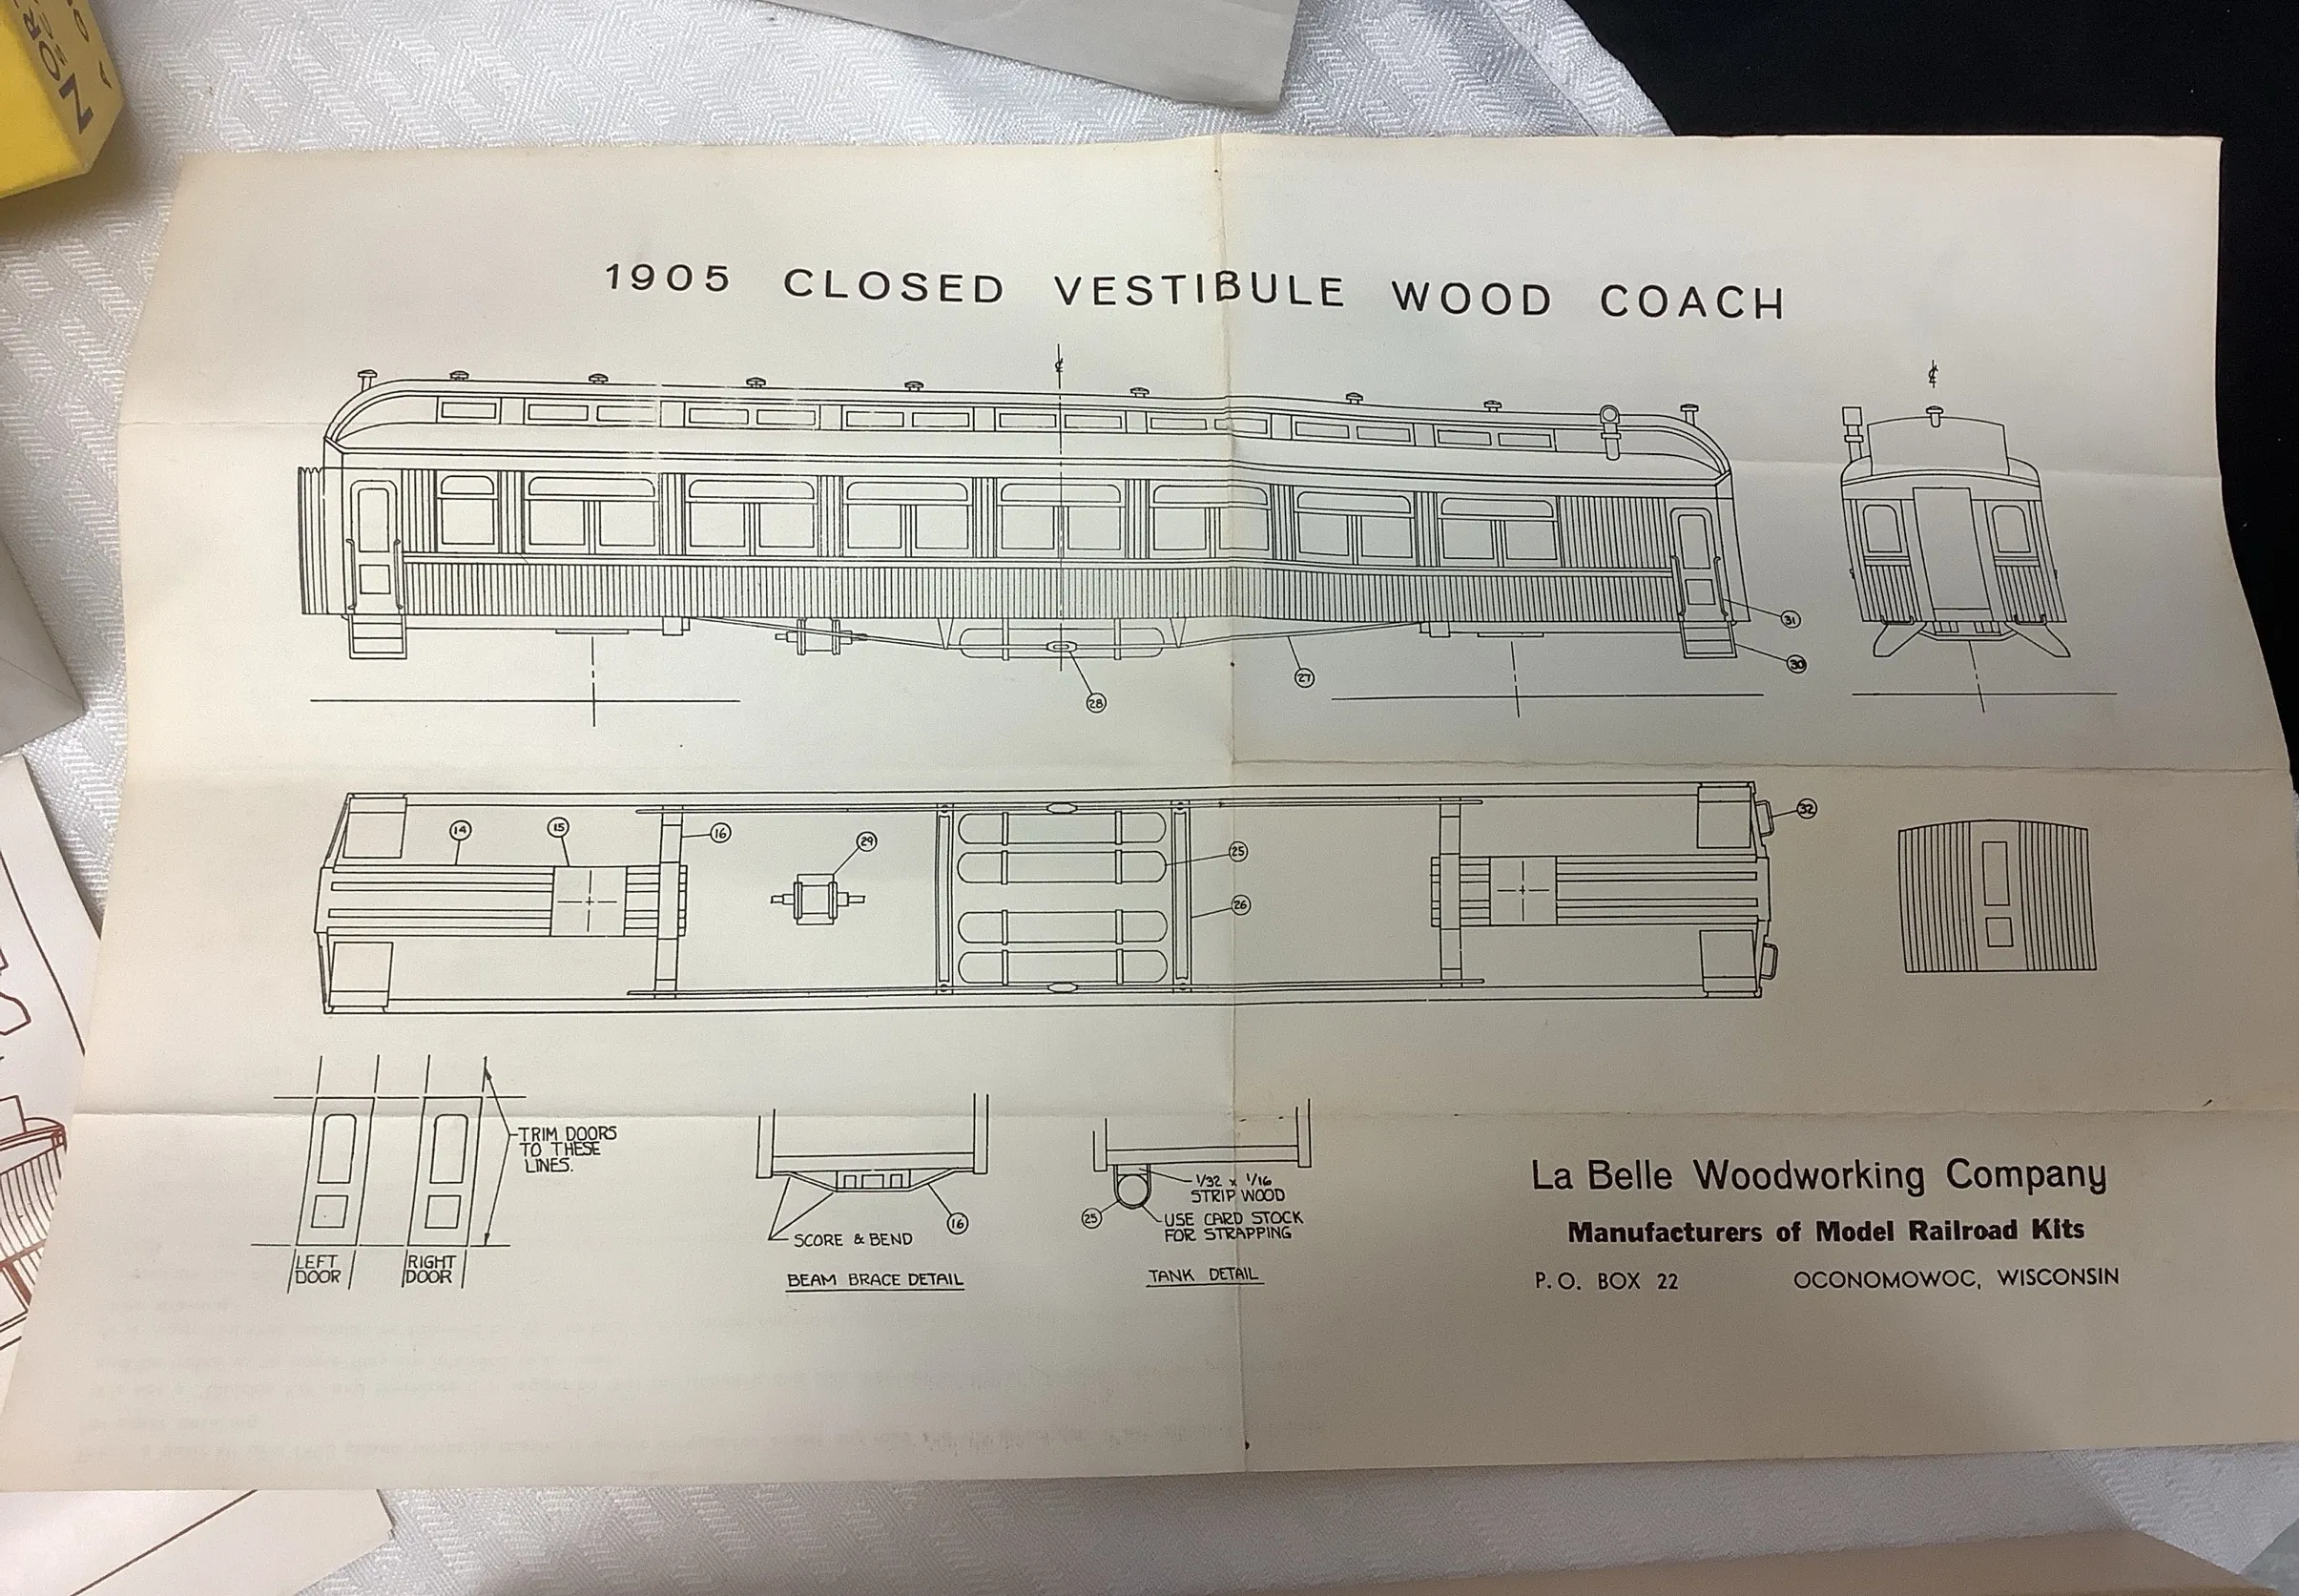 NOR
1905 CLOSED VESTIBULE WOOD COACH
℄
℄
31
30
27
28
14
15
16
29
25
26
32
TRIM DOORS
TO THESE
LINES.
LEFT
DOOR
RIGHT
DOOR
SCORE & BEND
16
BEAM BRACE DETAIL
1/32 x 1/16
STRIP WOOD
25
USE CARD STOCK
FOR STRAPPING
TANK DETAIL
La Belle Woodworking Company
Manufacturers of Model Railroad Kits
P. O. BOX 22 OCONOMOWOC, WISCONSIN